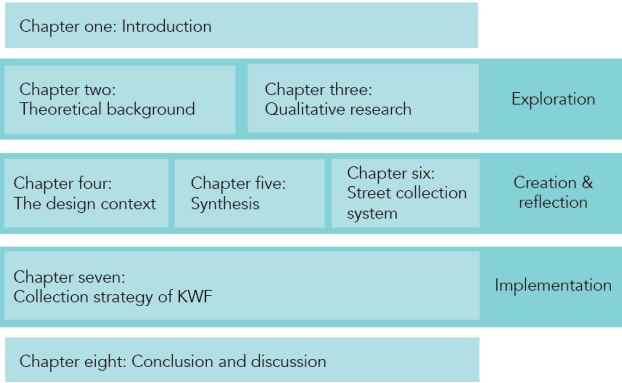 Chapter one: Introduction
Chapter two:
Theoretical background
Chapter three:
Qualitative research
Exploration
Chapter four:
The design context
Chapter five:
Synthesis
Chapter six:
Street collection
system
Creation &
reflection
Chapter seven:
Collection strategy of KWF
Implementation
Chapter eight: Conclusion and discussion